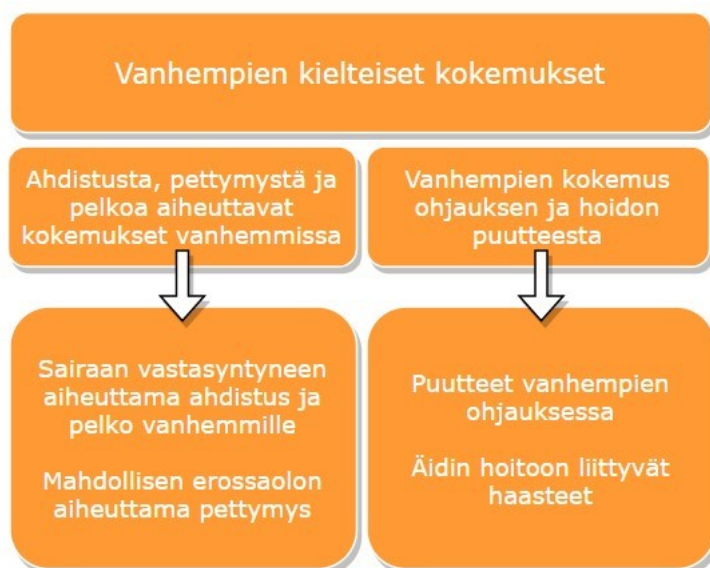 Vanhempien kielteiset kokemukset
Ahdistusta, pettymystä ja
pelkoa aiheuttavat
kokemukset vanhemmissa
Vanhempien kokemus
ohjauksen ja hoidon
puutteesta
Sairaan vastasyntyneen
aiheuttama ahdistus ja
pelko vanhemmille
Mahdollisen erossaolon
aiheuttama pettymys
Puutteet vanhempien
ohjauksessa
Äidin hoitoon liittyvät
haasteet